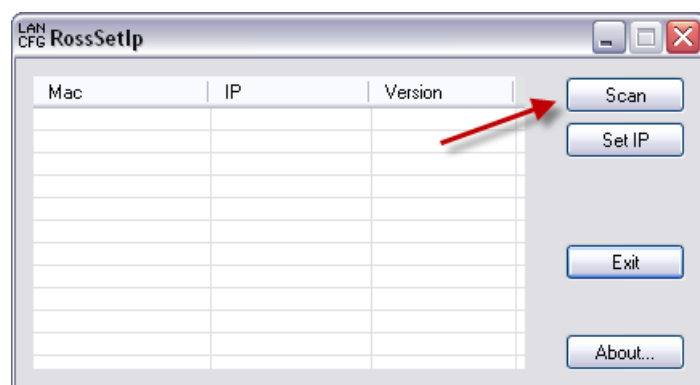 LAN
CFG RossSetIp
Mac IP Version
Scan
Set IP
Exit
About...